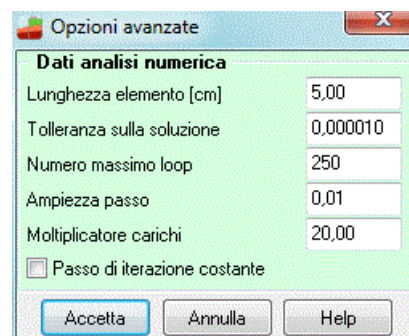 Opzioni avanzate
Dati analisi numerica
Lunghezza elemento [cm] 5,00
Tolleranza sulla soluzione 0,000010
Numero massimo loop 250
Ampiezza passo 0,01
Moltiplicatore carichi 20,00
Passo di iterazione costante
Accetta Annulla Help